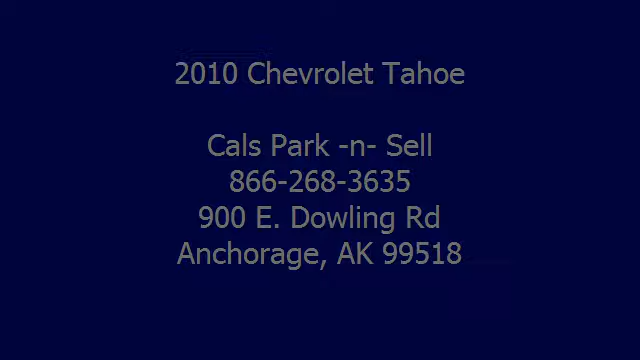 2010 Chevrolet Tahoe
Cals Park -n- Sell
866-268-3635
900 E. Dowling Rd
Anchorage, AK 99518